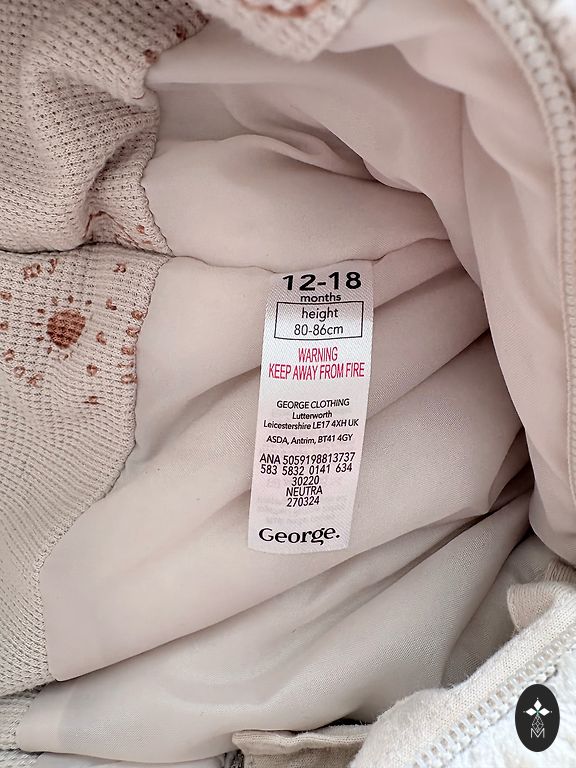 12-18
months
height
80-86cm
WARNING
KEEP AWAY FROM FIRE
GEORGE CLOTHING
Lutterworth
Leicestershire LE17 4XH UK
ASDA, Antrim, BT41 4GY
ANA 5059198813737
583 5832 0141 634
30220
NEUTRA
270324
George.
M